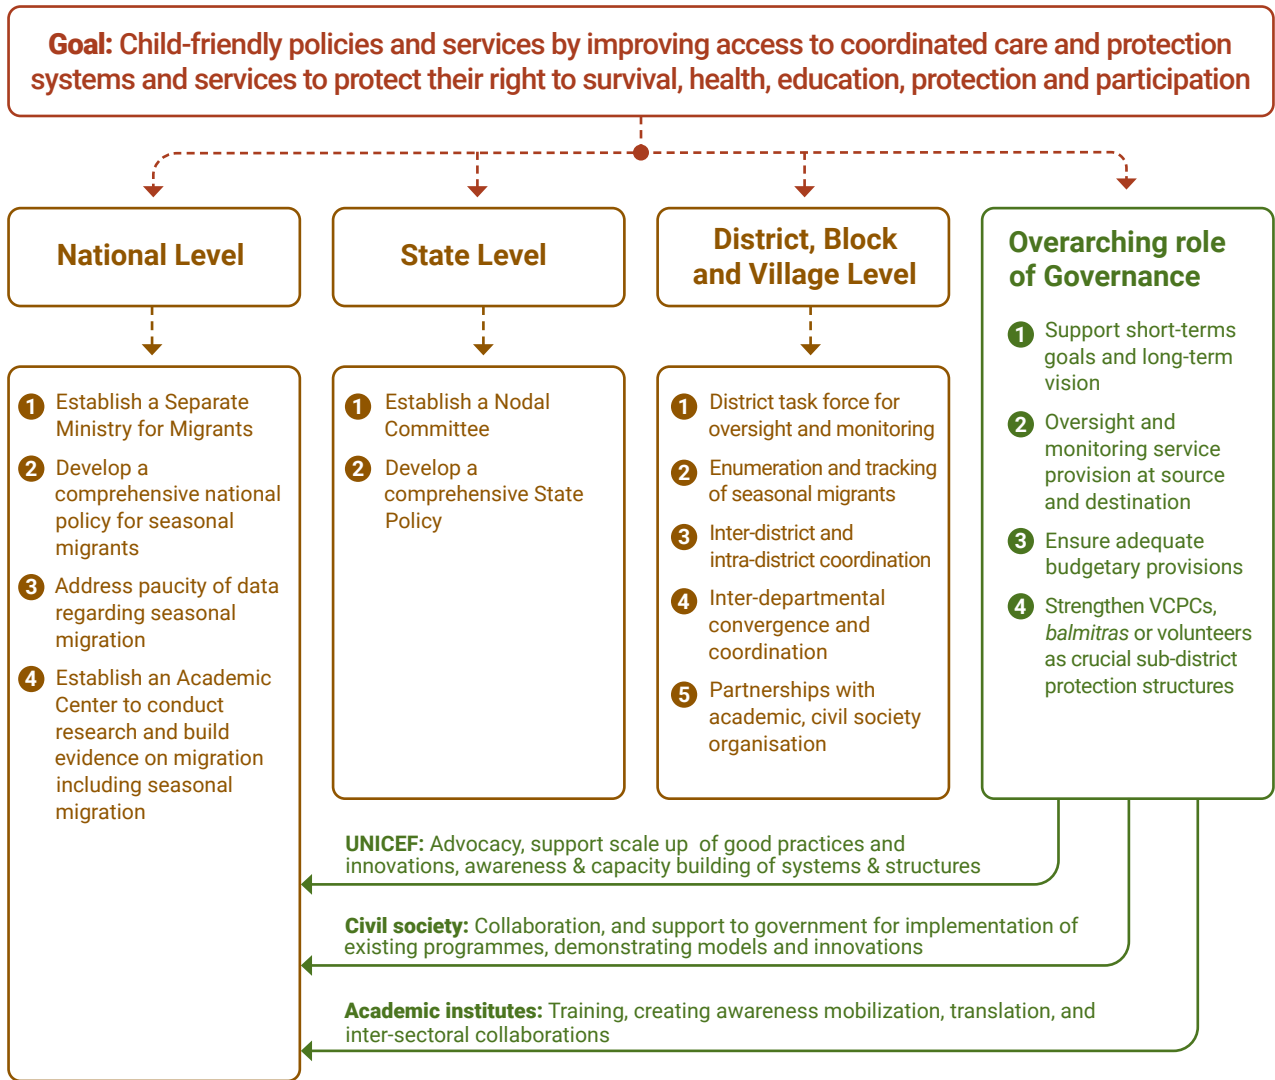 Goal: Child-friendly policies and services by improving access to coordinated care and protection
systems and services to protect their right to survival, health, education, protection and participation
National Level
1 Establish a Separate
Ministry for Migrants
2 Develop a
comprehensive national
policy for seasonal
migrants
3 Address paucity of data
regarding seasonal
migration
4 Establish an Academic
Center to conduct
research and build
evidence on migration
including seasonal
migration
State Level
1 Establish a Nodal
Committee
2 Develop a
comprehensive State
Policy
District, Block
and Village Level
1 District task force for
oversight and monitoring
2 Enumeration and tracking
of seasonal migrants
3 Inter-district and
intra-district coordination
4 Inter-departmental
convergence and
coordination
5 Partnerships with
academic, civil society
organisation
Overarching role
of Governance
1 Support short-terms
goals and long-term
vision
2 Oversight and
monitoring service
provision at source
and destination
3 Ensure adequate
budgetary provisions
4 Strengthen VCPCs,
balmitras or volunteers
as crucial sub-district
protection structures
UNICEF: Advocacy, support scale up of good practices and
innovations, awareness & capacity building of systems & structures
Civil society: Collaboration, and support to government for implementation of
existing programmes, demonstrating models and innovations
Academic institutes: Training, creating awareness mobilization, translation, and
inter-sectoral collaborations